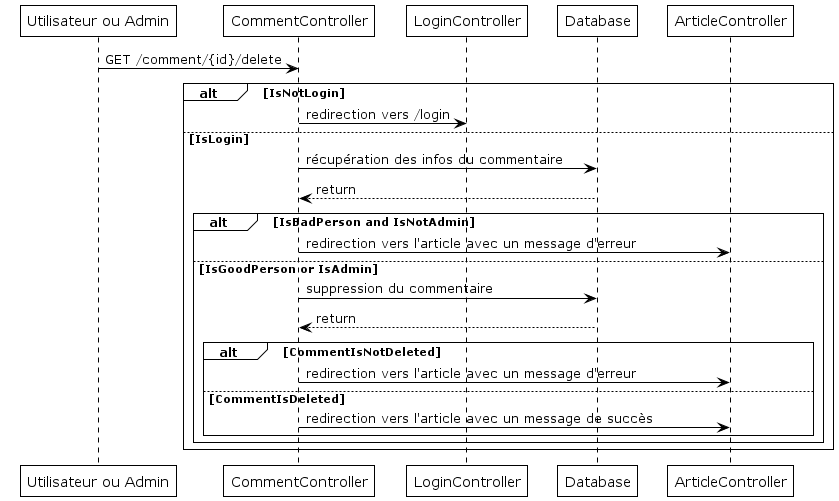 Utilisateur ou Admin
CommentController
LoginController
Database
ArticleController
GET /comment/{id}/delete
alt
[IsNotLogin]
redirection vers /login
[IsLogin]
récupération des infos du commentaire
return
alt
[IsBadPerson and IsNotAdmin]
redirection vers l'article avec un message d'erreur
[IsGoodPerson or IsAdmin]
suppression du commentaire
return
alt
[CommentIsNotDeleted]
redirection vers l'article avec un message d'erreur
[CommentIsDeleted]
redirection vers l'article avec un message de succès
Utilisateur ou Admin
CommentController
LoginController
Database
ArticleController